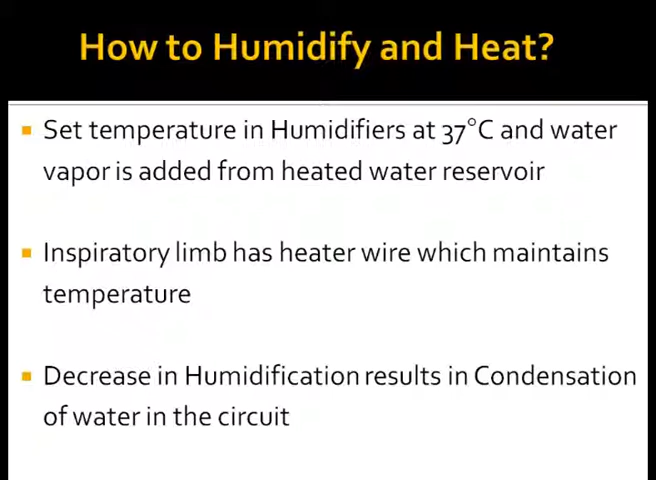 How to Humidify and Heat?
Set temperature in Humidifiers at 37°C and water
vapor is added from heated water reservoir
Inspiratory limb has heater wire which maintains
temperature
Decrease in Humidification results in Condensation
of water in the circuit